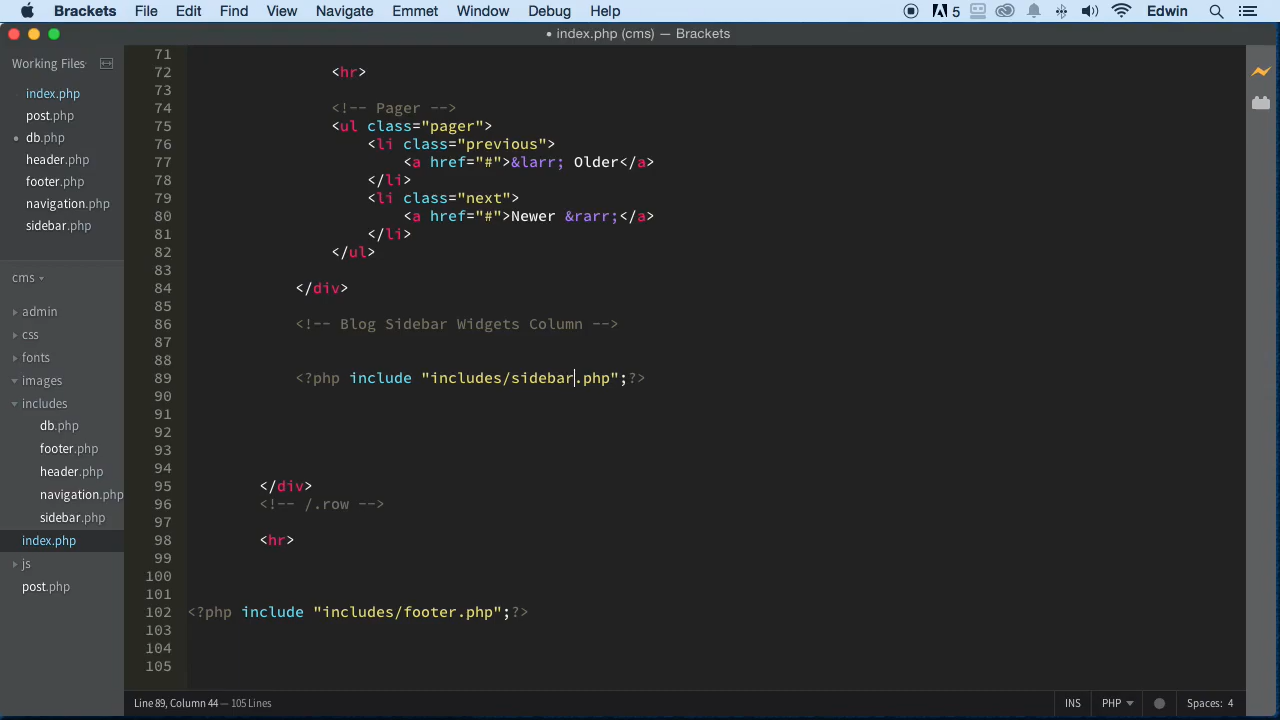 Brackets File Edit Find View Navigate Emmet Window Debug Help 5 Edwin
• index.php (cms) — Brackets
Working Files
index.php
post.php
db.php
header.php
footer.php
navigation.php
sidebar.php
cms
admin
css
fonts
images
includes
db.php
footer.php
header.php
navigation.php
sidebar.php
index.php
js
post.php
71
72 <hr>
73
74 <!-- Pager -->
75 <ul class="pager">
76 <li class="previous">
77 <a href="#">&larr; Older</a>
78 </li>
79 <li class="next">
80 <a href="#">Newer &rarr;</a>
81 </li>
82 </ul>
83
84 </div>
85
86 <!-- Blog Sidebar Widgets Column -->
87
88
89 <?php include "includes/sidebar.php";?>
90
91
92
93
94
95 </div>
96 <!-- /.row -->
97
98 <hr>
99
100
101
102 <?php include "includes/footer.php";?>
103
104
105
Line 89, Column 44 — 105 Lines INS PHP Spaces: 4